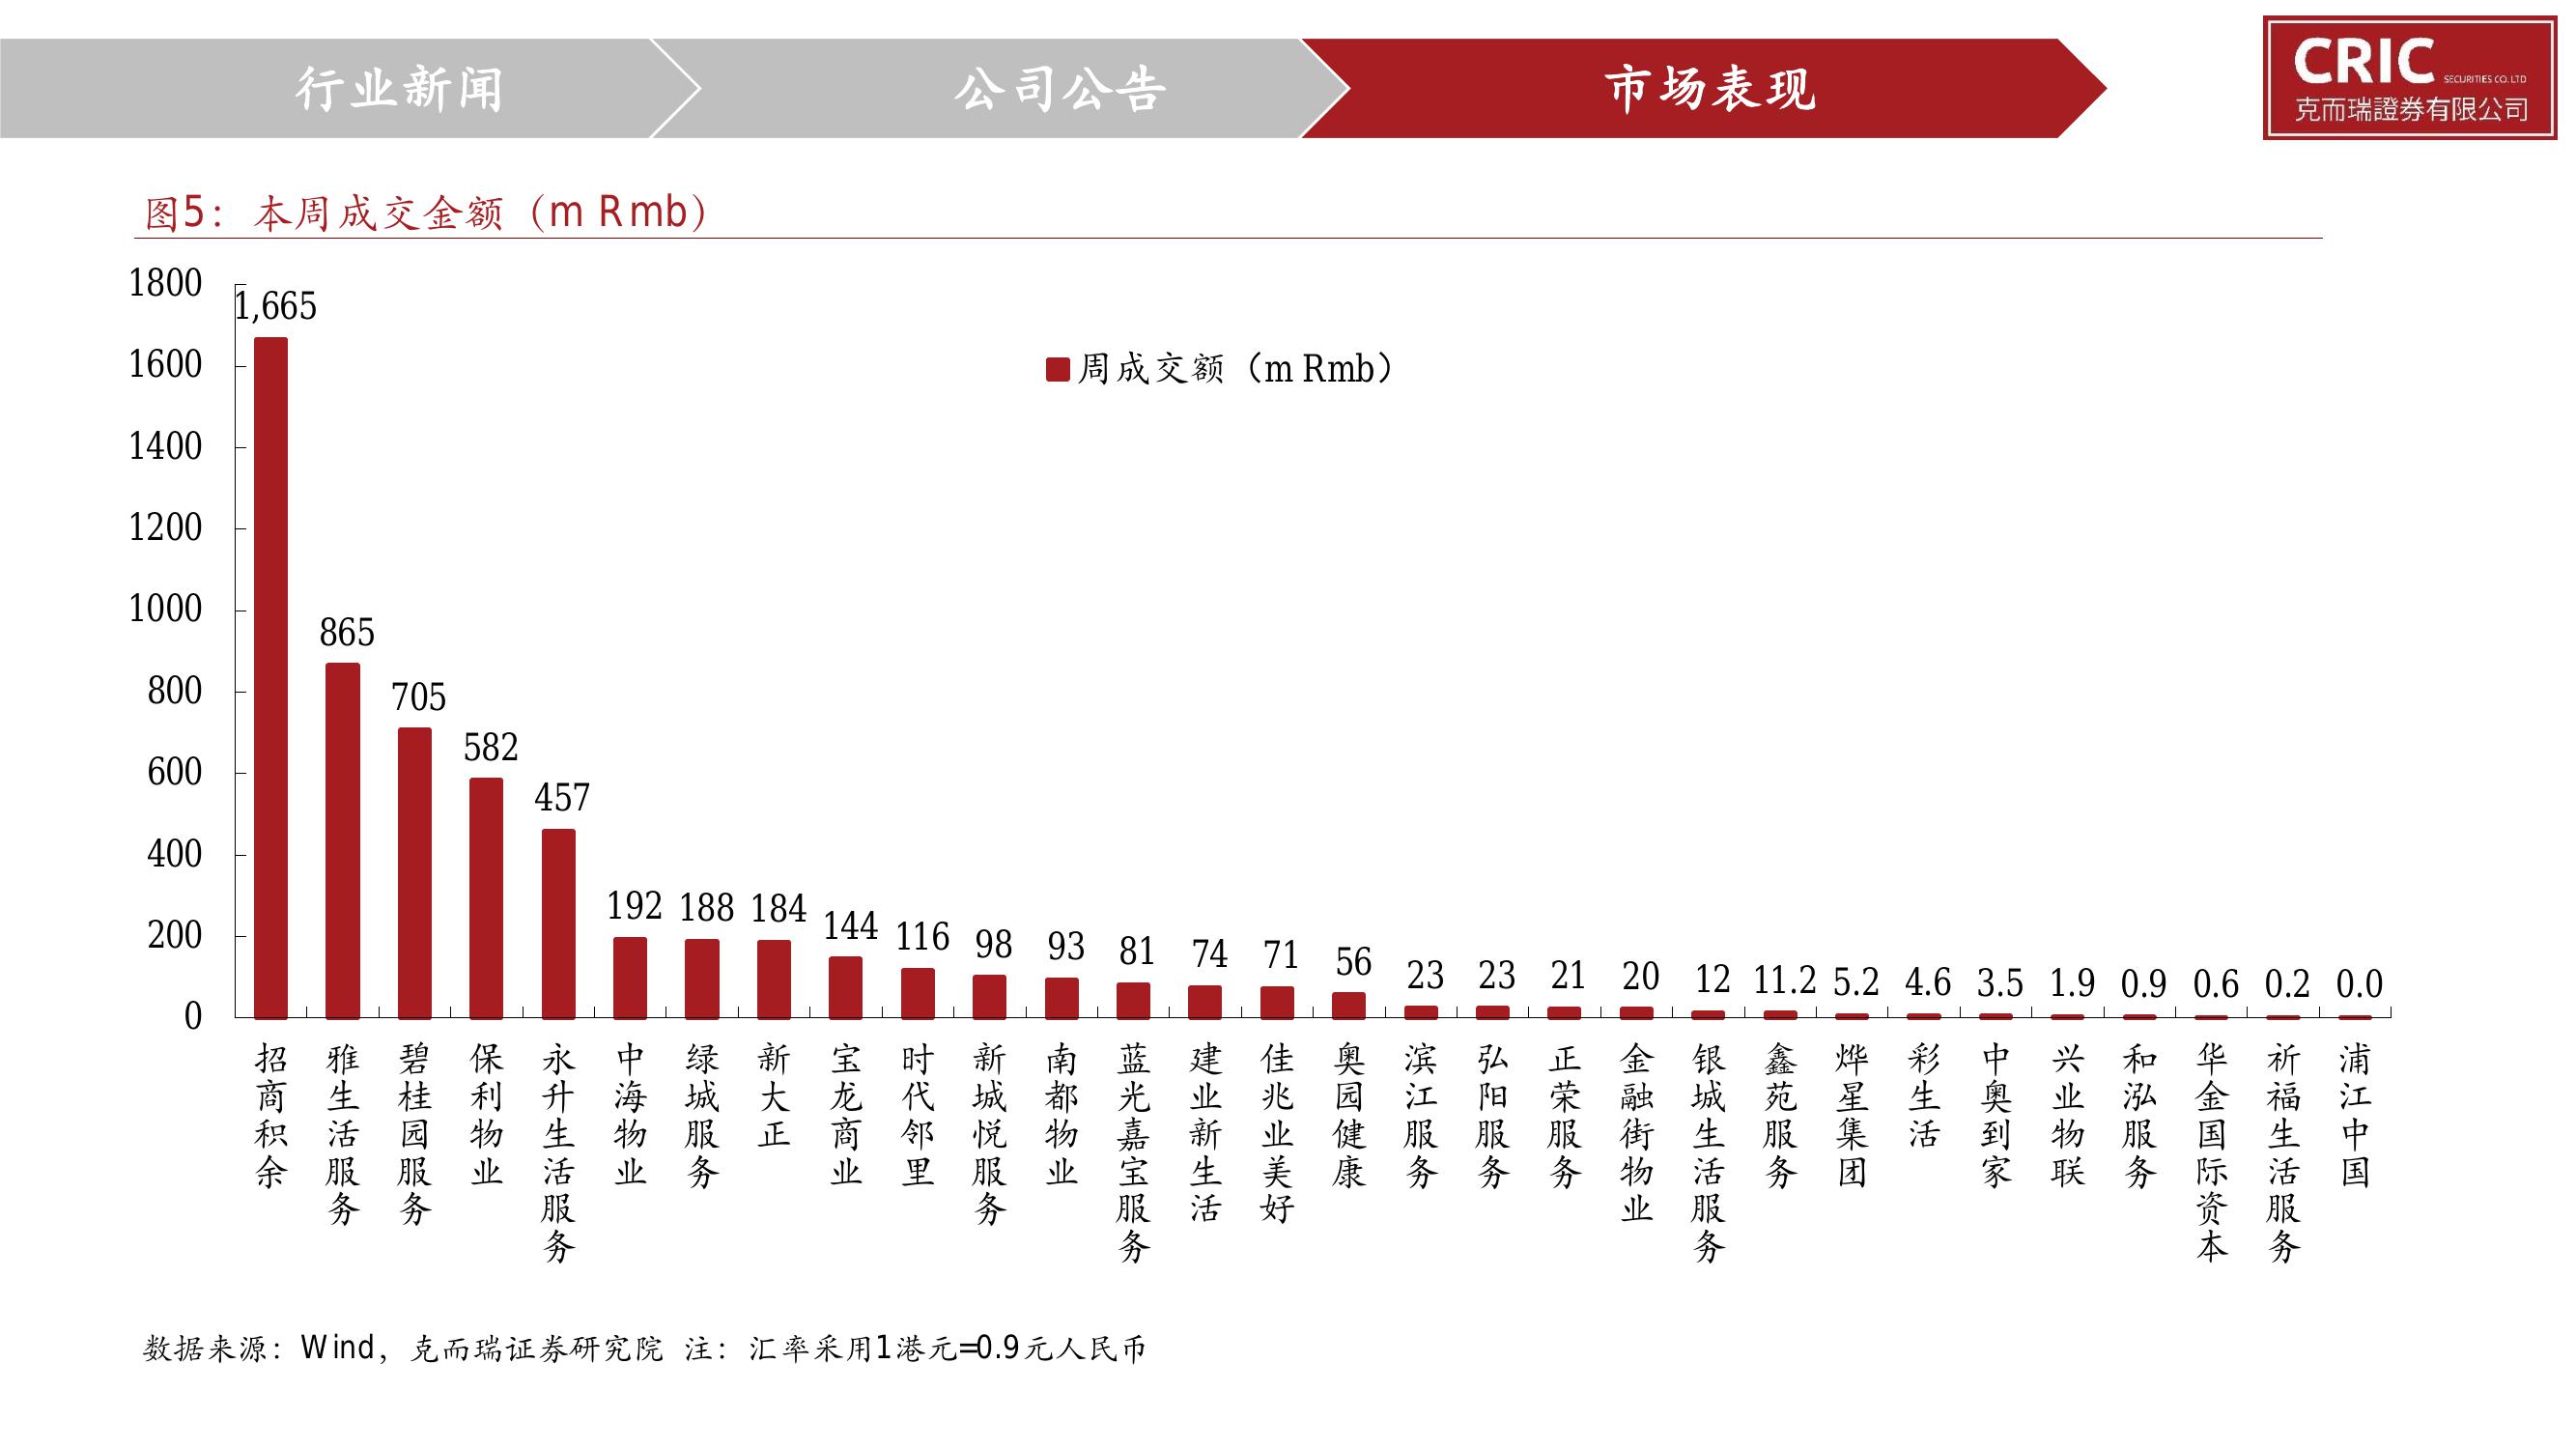 行业新闻
公司公告
市场表现
CRIC
SECURITIES CO. LTD
克而瑞證券有限公司
图5：本周成交金额（m Rmb）
周成交额（m Rmb）
1800
1600
1400
1200
1000
800
600
400
200
0
1,665
865
705
582
457
192
188
184
144
116
98
93
81
74
71
56
23
23
21
20
12
11.2
5.2
4.6
3.5
1.9
0.9
0.6
0.2
0.0
招商积余
雅生活服务
碧桂园服务
保利物业
永升生活服务
中海物业
绿城服务
新大正
宝龙商业
时代邻里
新城悦服务
南都物业
蓝光嘉宝服务
建业新生活
佳兆业美好
奥园健康
滨江服务
弘阳服务
正荣服务
金融街物业
银城生活服务
鑫苑服务
烨星集团
彩生活
中奥到家
兴业物联
和泓服务
华金国际资本
祈福生活服务
浦江中国
数据来源：Wind，克而瑞证券研究院 注：汇率采用1港元=0.9元人民币